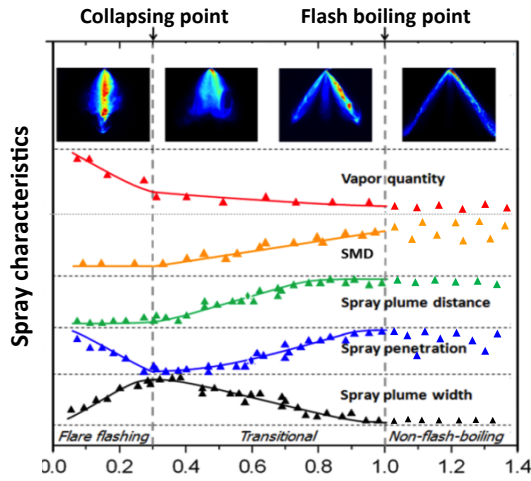 Collapsing point Flash boiling point
Spray characteristics
Vapor quantity
SMD
Spray plume distance
Spray penetration
Spray plume width
Flare flashing Transitional Non-flash-boiling
0.0 0.2 0.4 0.6 0.8 1.0 1.2 1.4